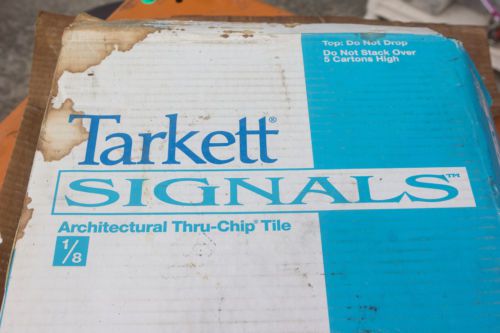 Top: Do Not Drop
Do Not Stack Over
5 Cartons High
Tarkett®
SIGNALS™
Architectural Thru-Chip® Tile
1/8